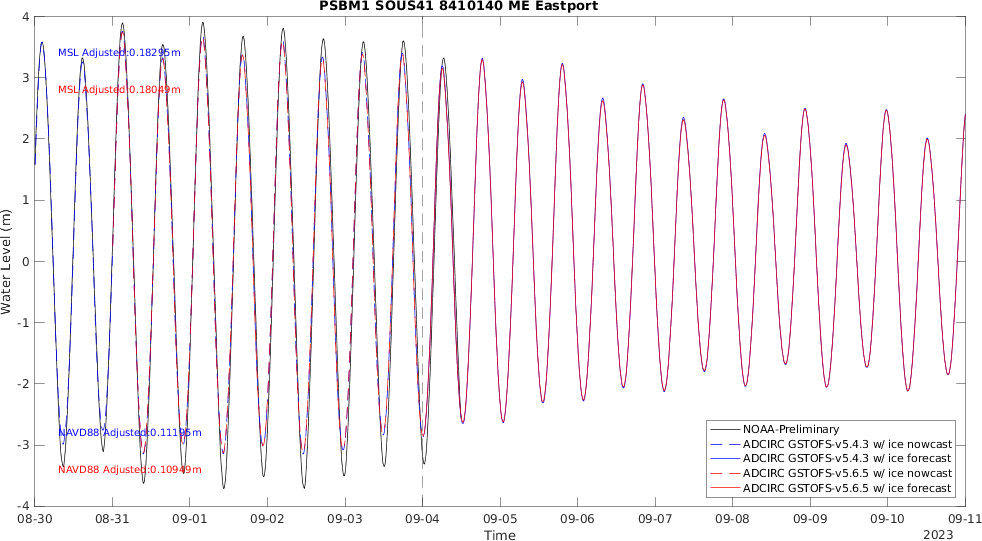 PSBM1 SOUS41 8410140 ME Eastport
4
3
2
1
0
-1
-2
-3
-4
Water Level (m)
MSL Adjusted:0.18295m
MSL Adjusted:0.18049m
NAVD88 Adjusted:0.11195m
NAVD88 Adjusted:0.10949m
NOAA-Preliminary
ADCIRC GSTOFS-v5.4.3 w/ ice nowcast
ADCIRC GSTOFS-v5.4.3 w/ ice forecast
ADCIRC GSTOFS-v5.6.5 w/ ice nowcast
ADCIRC GSTOFS-v5.6.5 w/ ice forecast
08-30 08-31 09-01 09-02 09-03 09-04 09-05 09-06 09-07 09-08 09-09 09-10 09-11
Time
2023